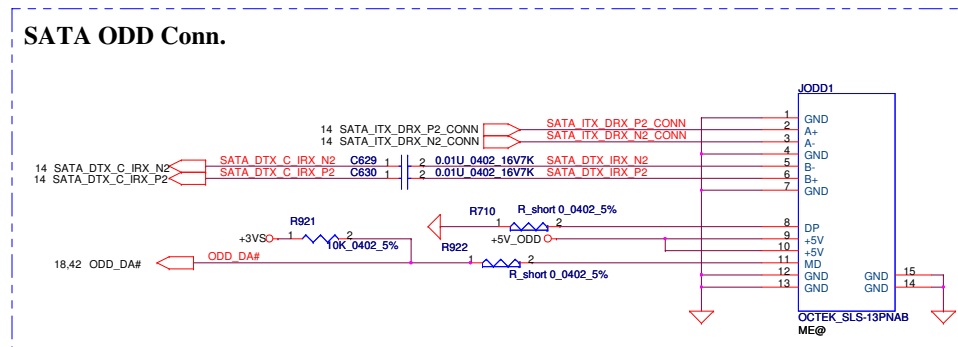 SATA ODD Conn.
JODD1
1 GND
14 SATA_ITX_DRX_P2_CONN SATA_ITX_DRX_P2_CONN 2 A+
14 SATA_ITX_DRX_N2_CONN SATA_ITX_DRX_N2_CONN 3 A-
4 GND
14 SATA_DTX_C_IRX_N2 SATA_DTX_C_IRX_N2 C629 1 2 0.01U_0402_16V7K SATA_DTX_IRX_N2 5 B-
14 SATA_DTX_C_IRX_P2 SATA_DTX_C_IRX_P2 C630 1 2 0.01U_0402_16V7K SATA_DTX_IRX_P2 6 B+
7 GND
R710 1 2 R_short 0_0402_5% 8 DP
+5V_ODD 9 +5V
10 +5V
R921
+3VS 1 2
10K_0402_5%
R922
18,42 ODD_DA# ODD_DA# 1 2 11 MD
R_short 0_0402_5%
12 GND GND 15
13 GND GND 14
OCTEK_SLS-13PNAB
ME@